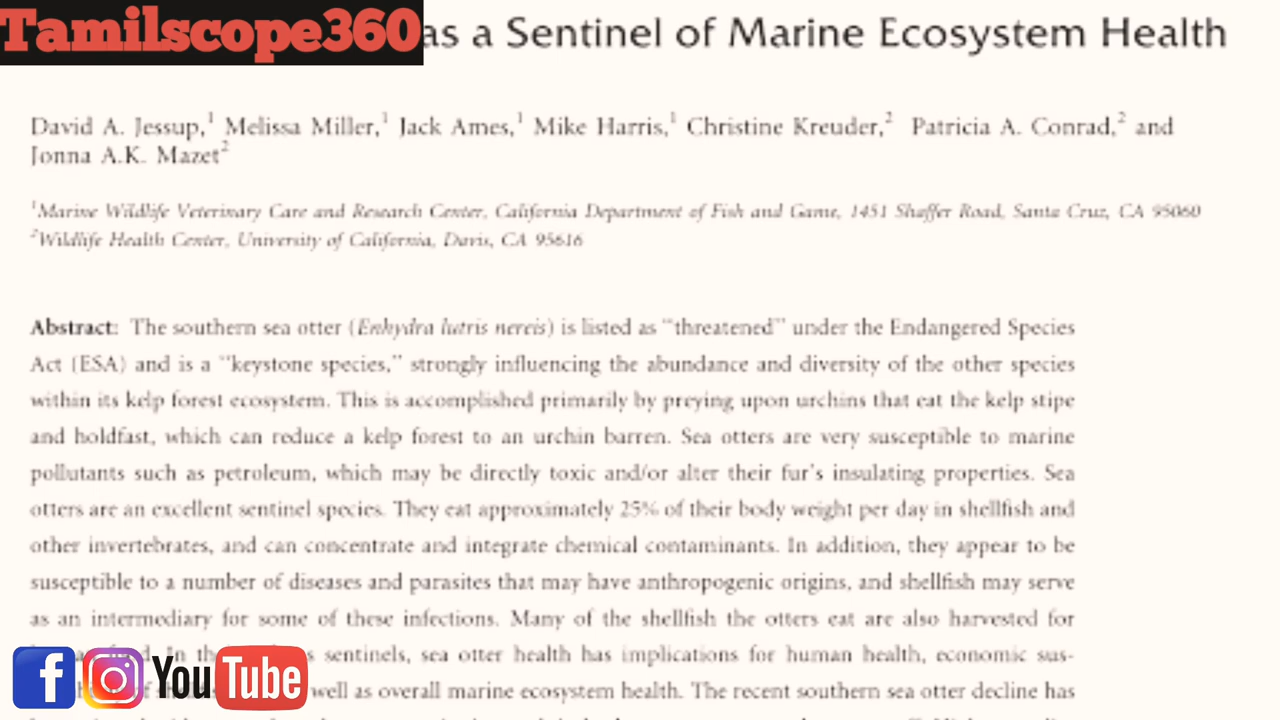 Tamilscope360 as a Sentinel of Marine Ecosystem Health
David A. Jessup,¹ Melissa Miller,¹ Jack Ames,¹ Mike Harris,¹ Christine Kreuder,² Patricia A. Conrad,² and
Jonna A.K. Mazet²
¹Marine Wildlife Veterinary Care and Research Center, California Department of Fish and Game, 1451 Shaffer Road, Santa Cruz, CA 95060
²Wildlife Health Center, University of California, Davis, CA 95616
Abstract: The southern sea otter (Enhydra lutris nereis) is listed as "threatened" under the Endangered Species
Act (ESA) and is a "keystone species," strongly influencing the abundance and diversity of the other species
within its kelp forest ecosystem. This is accomplished primarily by preying upon urchins that eat the kelp stipe
and holdfast, which can reduce a kelp forest to an urchin barren. Sea otters are very susceptible to marine
pollutants such as petroleum, which may be directly toxic and/or alter their fur's insulating properties. Sea
otters are an excellent sentinel species. They eat approximately 25% of their body weight per day in shellfish and
other invertebrates, and can concentrate and integrate chemical contaminants. In addition, they appear to be
susceptible to a number of diseases and parasites that may have anthropogenic origins, and shellfish may serve
as an intermediary for some of these infections. Many of the shellfish the otters eat are also harvested for
In sentinels, sea otter health has implications for human health, economic sus-
YouTube well as overall marine ecosystem health. The recent southern sea otter decline has